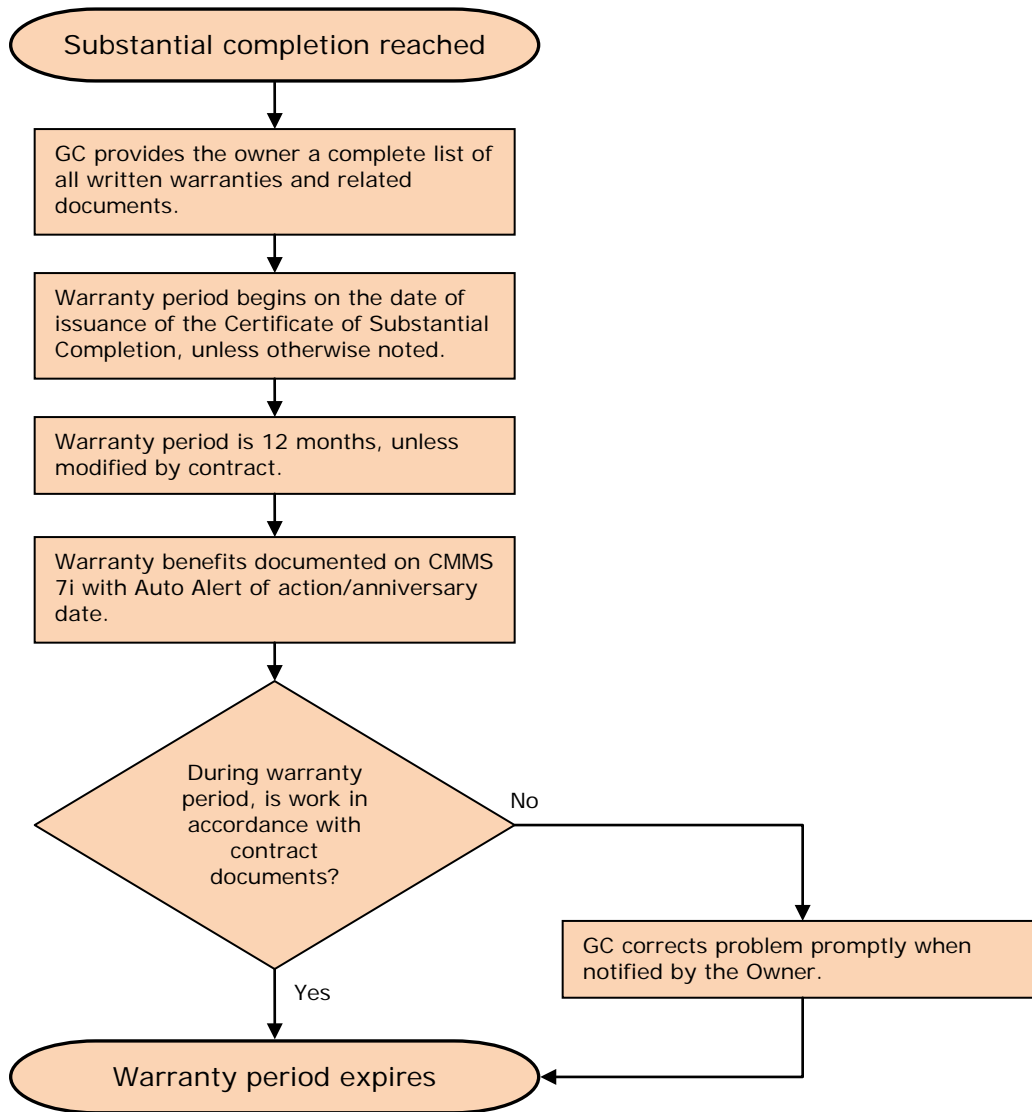 Substantial completion reached
GC provides the owner a complete list of
all written warranties and related
documents.
Warranty period begins on the date of
issuance of the Certificate of Substantial
Completion, unless otherwise noted.
Warranty period is 12 months, unless
modified by contract.
Warranty benefits documented on CMMS
7i with Auto Alert of action/anniversary
date.
During warranty
period, is work in
accordance with
contract
documents?
No
GC corrects problem promptly when
notified by the Owner.
Yes
Warranty period expires